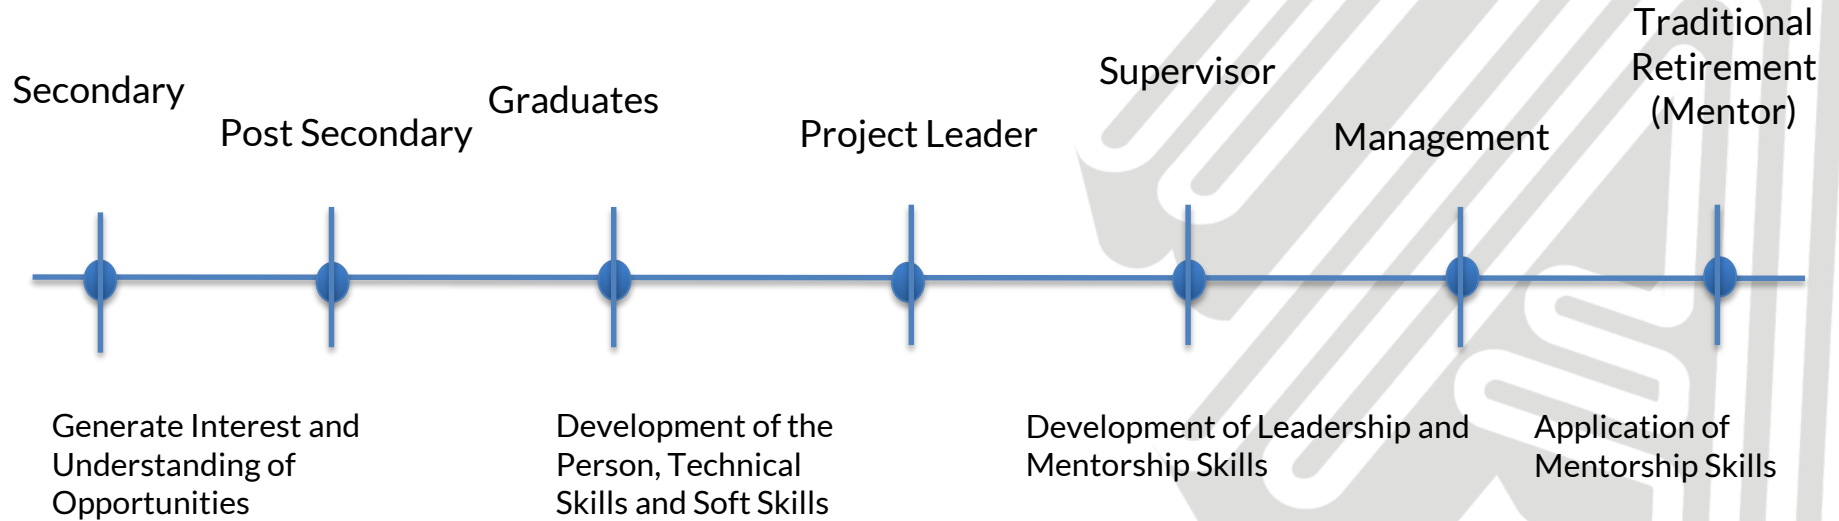 Secondary
Post Secondary
Graduates
Project Leader
Supervisor
Management
Traditional
Retirement
(Mentor)
Generate Interest and
Understanding of
Opportunities
Development of the
Person, Technical
Skills and Soft Skills
Development of Leadership and
Mentorship Skills
Application of
Mentorship Skills